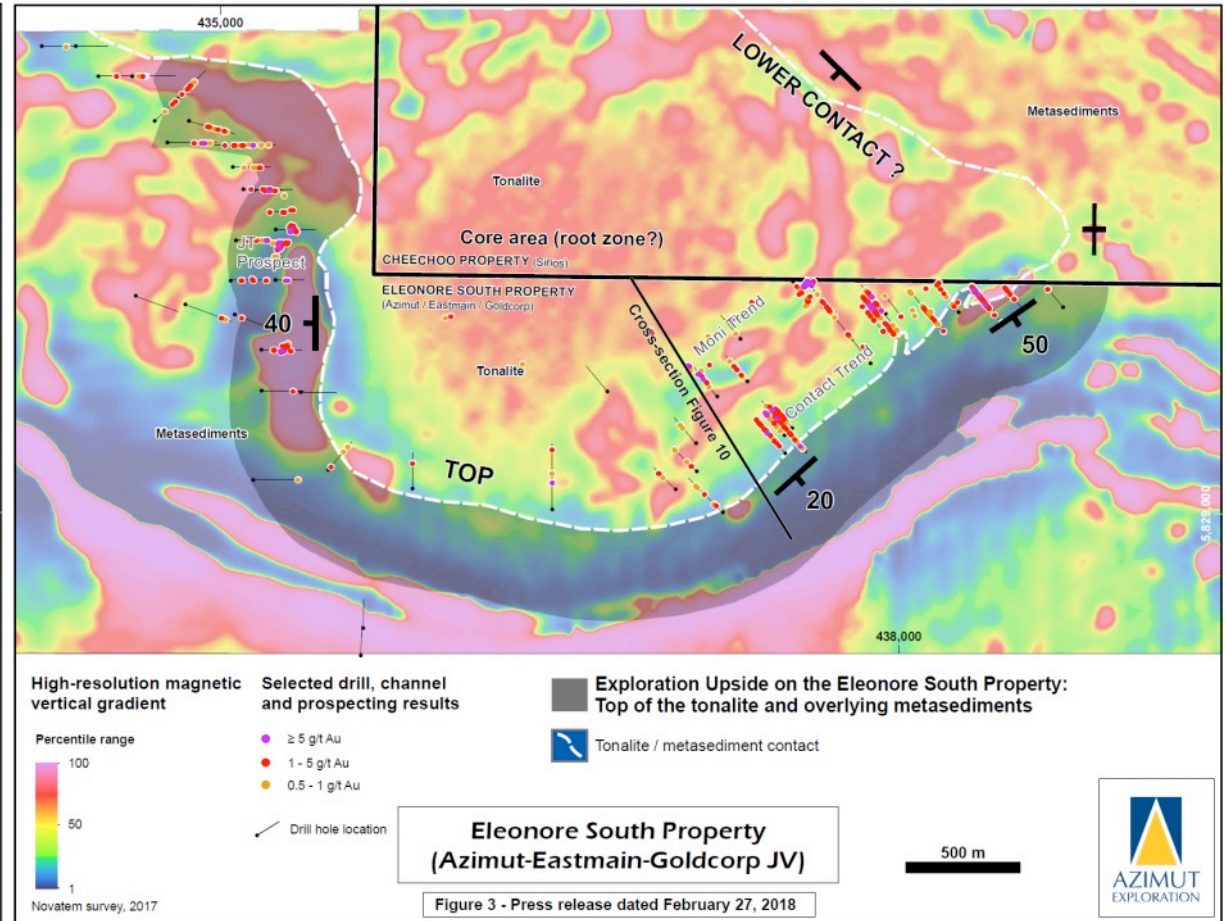 435,000
LOWER CONTACT ?
Metasediments
Tonalite
Core area (root zone?)
CHEECHOO PROPERTY (Sirios)
JT
Prospect
ELEONORE SOUTH PROPERTY
(Azimut / Eastmain / Goldcorp)
40
Moni Trend
Cross-section Figure 10
50
Tonalite
Contact Trend
Metasediments
TOP
20
5,829,000
438,000
High-resolution magnetic
vertical gradient
Percentile range
100
50
1
Novatem survey, 2017
Selected drill, channel
and prospecting results
≥ 5 g/t Au
1 - 5 g/t Au
0.5 - 1 g/t Au
Drill hole location
Exploration Upside on the Eleonore South Property:
Top of the tonalite and overlying metasediments
Tonalite / metasediment contact
Eleonore South Property
(Azimut-Eastmain-Goldcorp JV)
Figure 3 - Press release dated February 27, 2018
500 m
AZIMUT
EXPLORATION